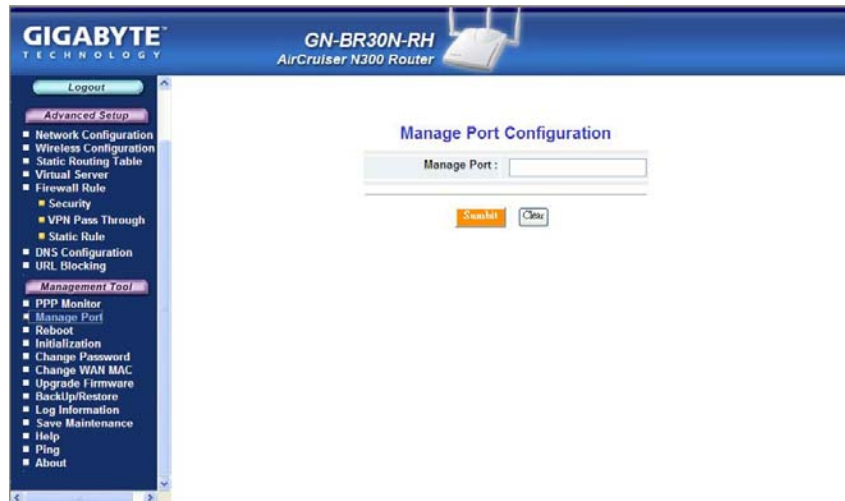 GIGABYTE™
TECHNOLOGY
GN-BR30N-RH
AirCruiser N300 Router
Logout
Advanced Setup
Network Configuration
Wireless Configuration
Static Routing Table
Virtual Server
Firewall Rule
Security
VPN Pass Through
Static Rule
DNS Configuration
URL Blocking
Management Tool
PPP Monitor
Manage Port
Reboot
Initialization
Change Password
Change WAN MAC
Upgrade Firmware
BackUp/Restore
Log Information
Save Maintenance
Help
Ping
About
Manage Port Configuration
Manage Port :
Sumbit
Clear